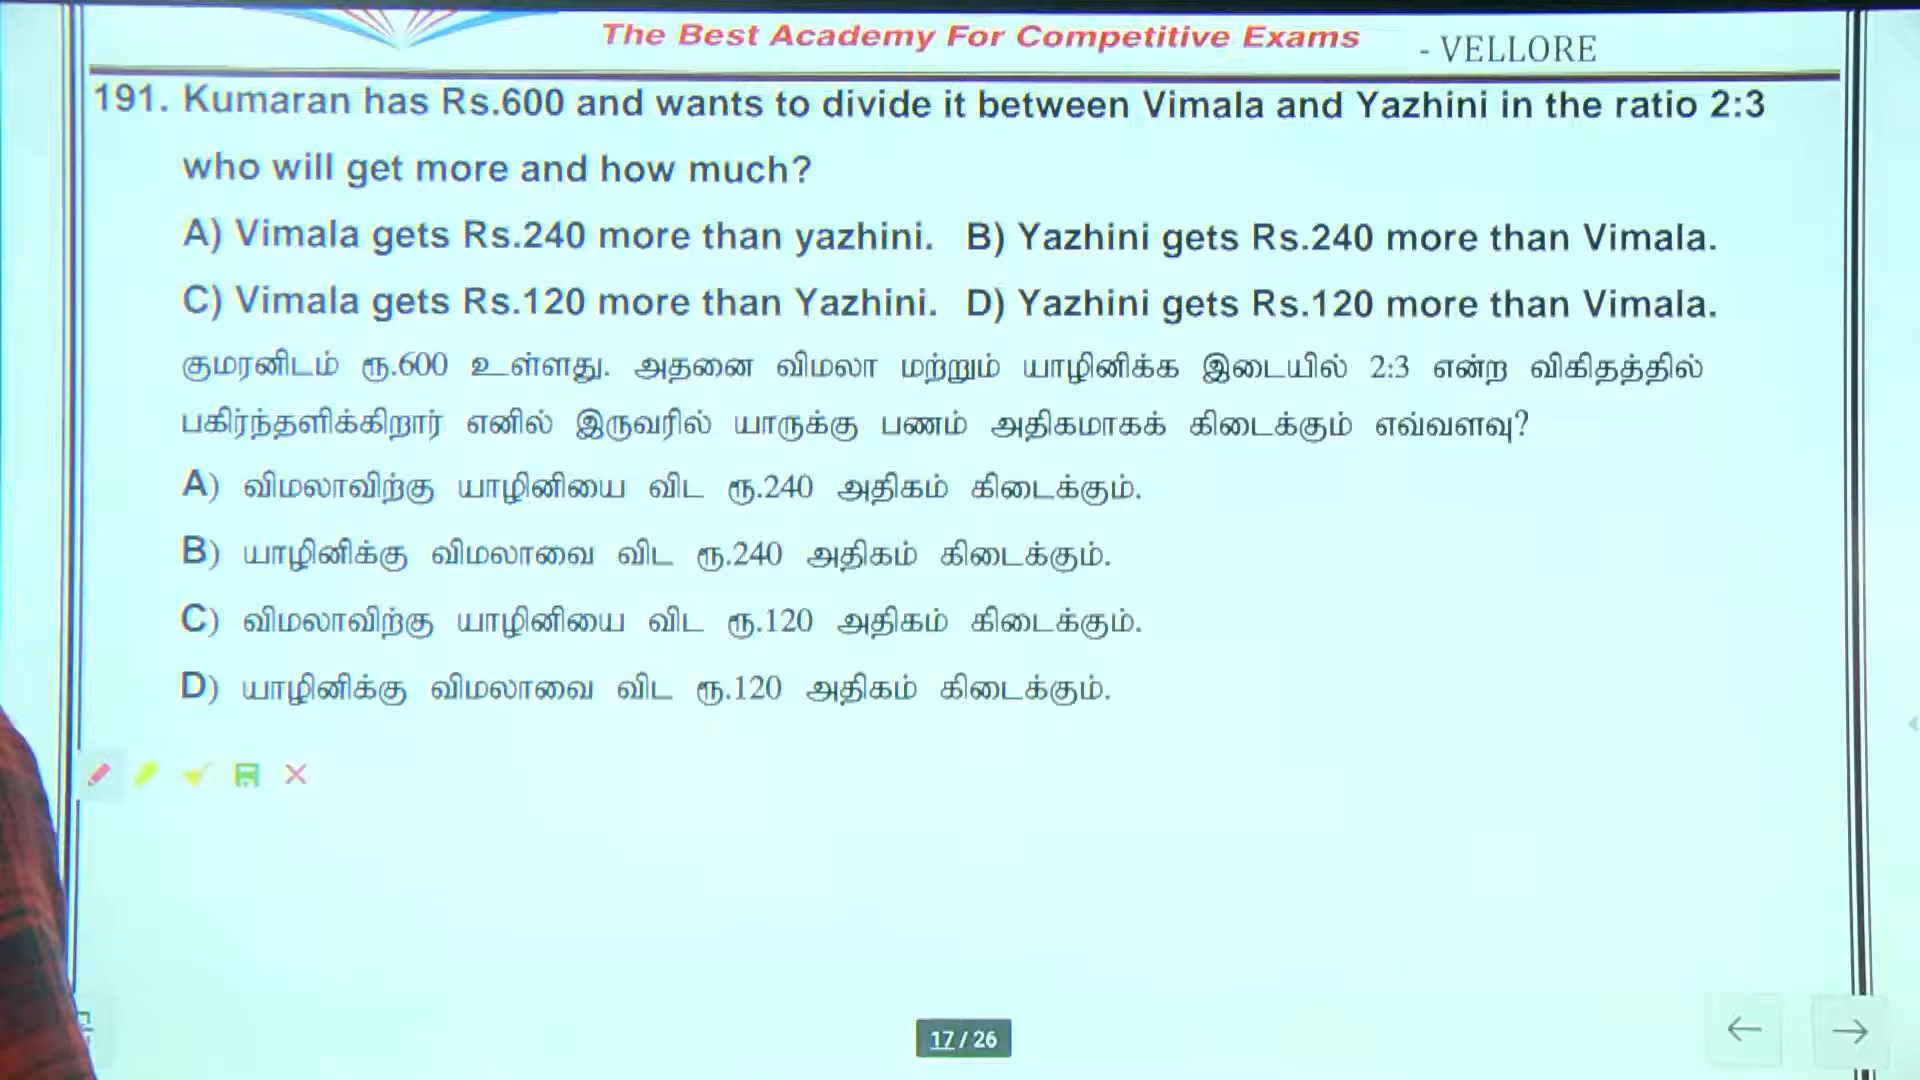 The Best Academy For Competitive Exams - VELLORE
191. Kumaran has Rs.600 and wants to divide it between Vimala and Yazhini in the ratio 2:3
who will get more and how much?
A) Vimala gets Rs.240 more than yazhini. B) Yazhini gets Rs.240 more than Vimala.
C) Vimala gets Rs.120 more than Yazhini. D) Yazhini gets Rs.120 more than Vimala.
குமரனிடம் ரூ.600 உள்ளது. அதனை விமலா மற்றும் யாழினிக்க இடையில் 2:3 என்ற விகிதத்தில்
பகிர்ந்தளிக்கிறார் எனில் இருவரில் யாருக்கு பணம் அதிகமாகக் கிடைக்கும் எவ்வளவு?
A) விமலாவிற்கு யாழினியை விட ரூ.240 அதிகம் கிடைக்கும்.
B) யாழினிக்கு விமலாவை விட ரூ.240 அதிகம் கிடைக்கும்.
C) விமலாவிற்கு யாழினியை விட ரூ.120 அதிகம் கிடைக்கும்.
D) யாழினிக்கு விமலாவை விட ரூ.120 அதிகம் கிடைக்கும்.
17 / 26